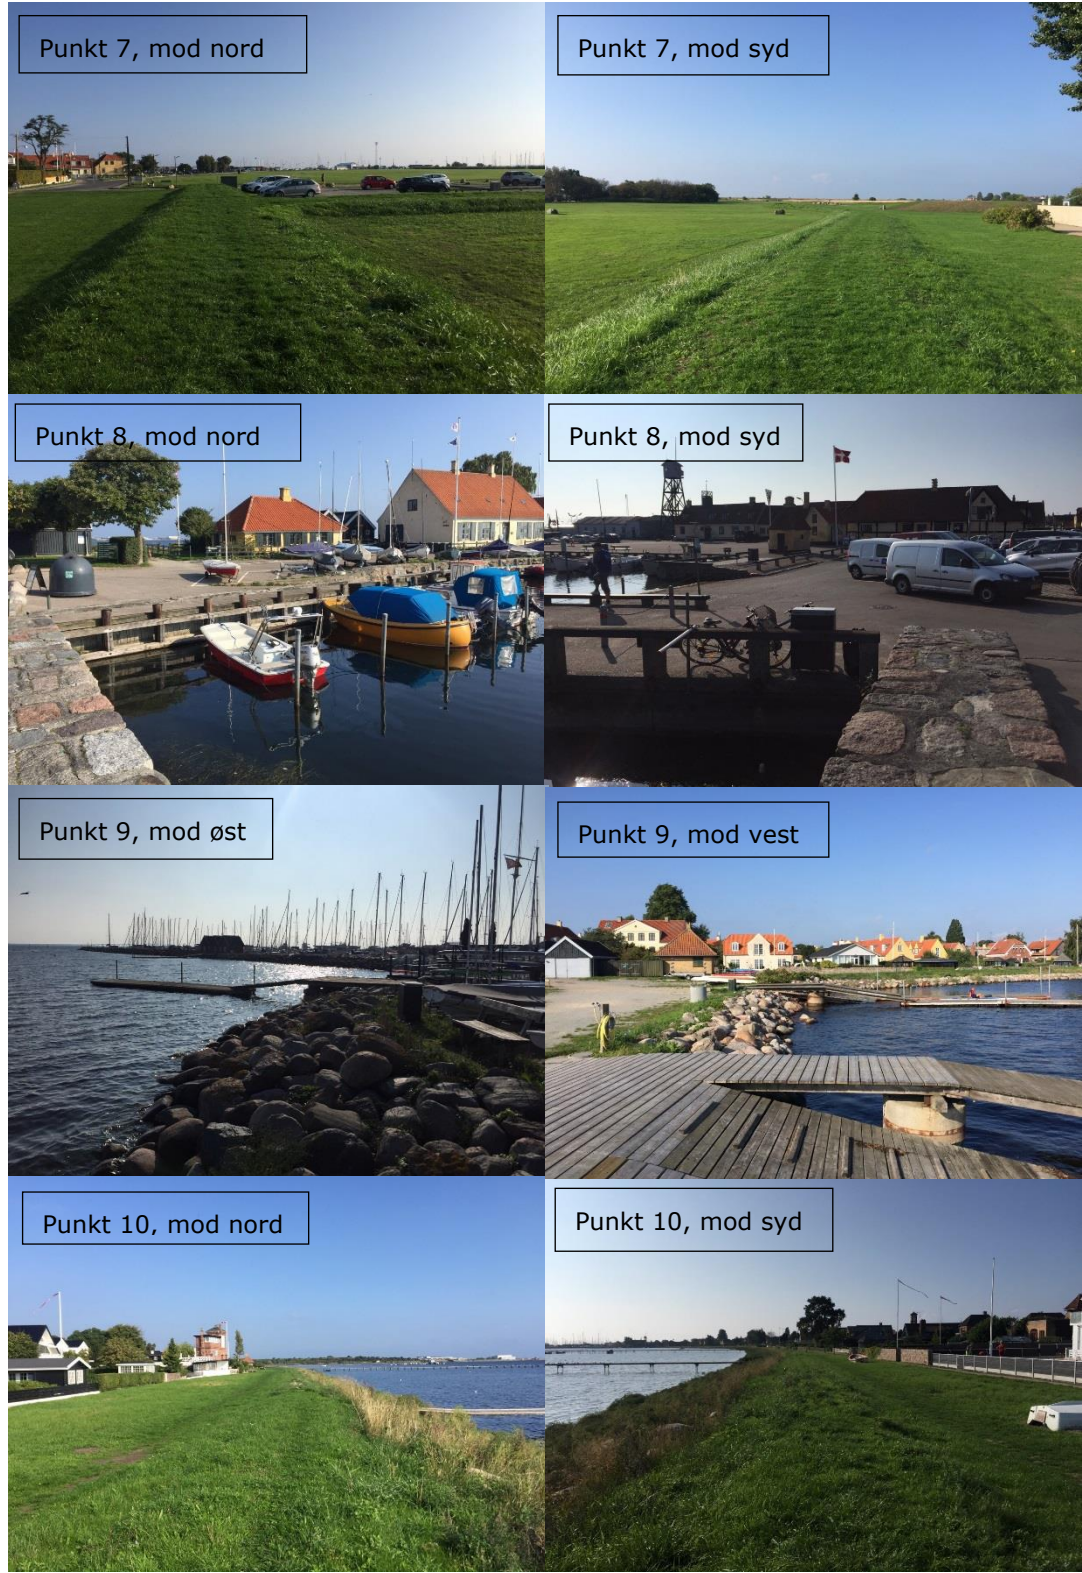 Punkt 7, mod nord
Punkt 7, mod syd
Punkt 8, mod nord
Punkt 8, mod syd
Punkt 9, mod øst
Punkt 9, mod vest
Punkt 10, mod nord
Punkt 10, mod syd